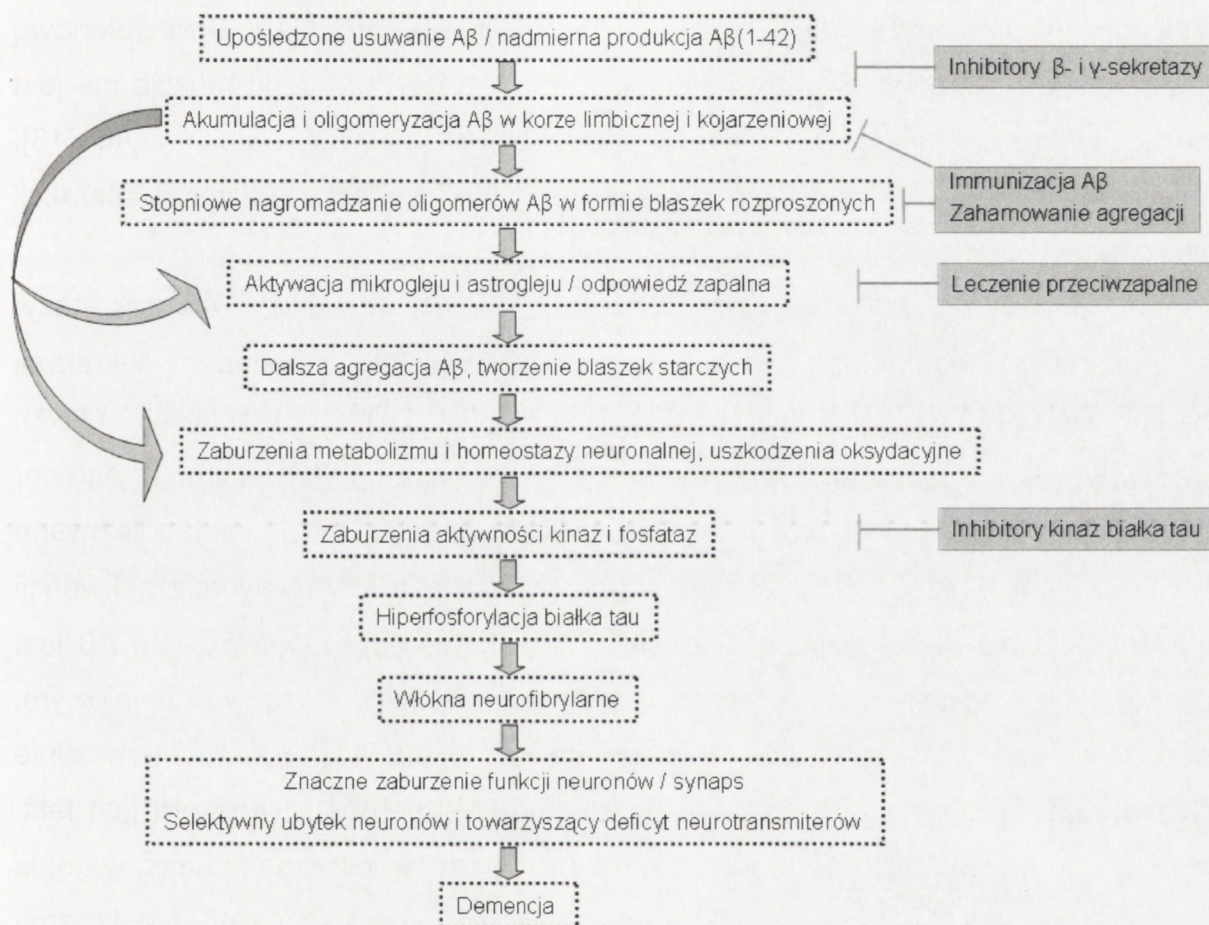 Upośledzone usuwanie Aβ / nadmierna produkcja Aβ(1-42)
Inhibitory β- i γ-sekretazy
Akumulacja i oligomeryzacja Aβ w korze limbicznej i kojarzeniowej
Immunizacja Aβ
Zahamowanie agregacji
Stopniowe nagromadzanie oligomerów Aβ w formie blaszek rozproszonych
Aktywacja mikrogleju i astrogleju / odpowiedź zapalna
Leczenie przeciwzapalne
Dalsza agregacja Aβ, tworzenie blaszek starczych
Zaburzenia metabolizmu i homeostazy neuronalnej, uszkodzenia oksydacyjne
Zaburzenia aktywności kinaz i fosfataz
Inhibitory kinaz białka tau
Hiperfosforylacja białka tau
Włókna neurofibrylarne
Znaczne zaburzenie funkcji neuronów / synaps
Selektywny ubytek neuronów i towarzyszący deficyt neurotransmiterów
Demencja